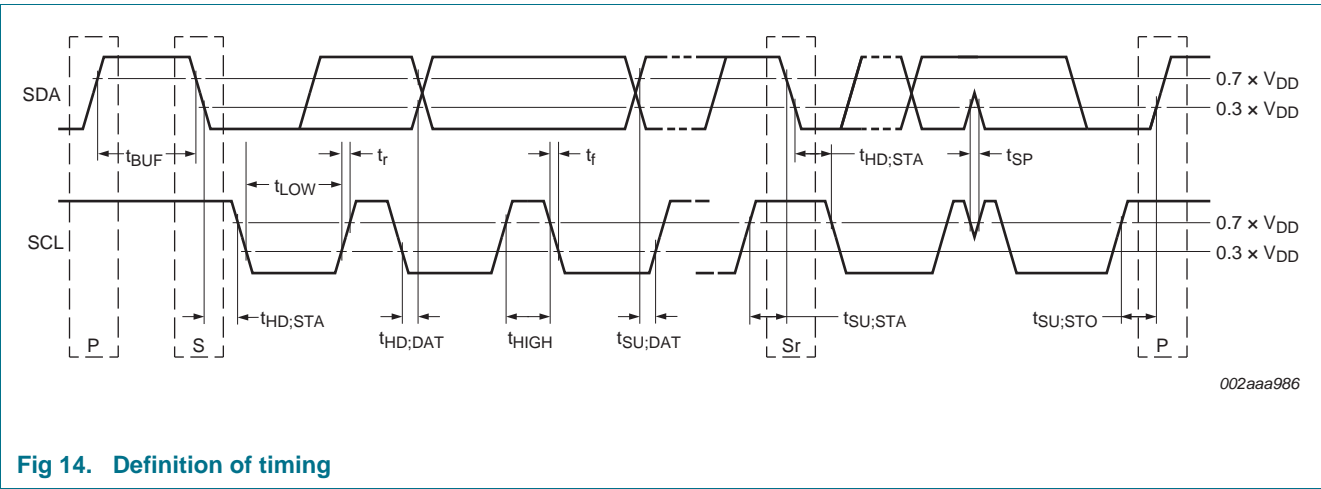 SDA
0.7 × VDD
0.3 × VDD
tBUF
tr
tf
tHD;STA
tSP
tLOW
SCL
0.7 × VDD
0.3 × VDD
tHD;STA
tHD;DAT
tHIGH
tSU;DAT
tSU;STA
tSU;STO
P
S
Sr
P
002aaa986
Fig 14. Definition of timing